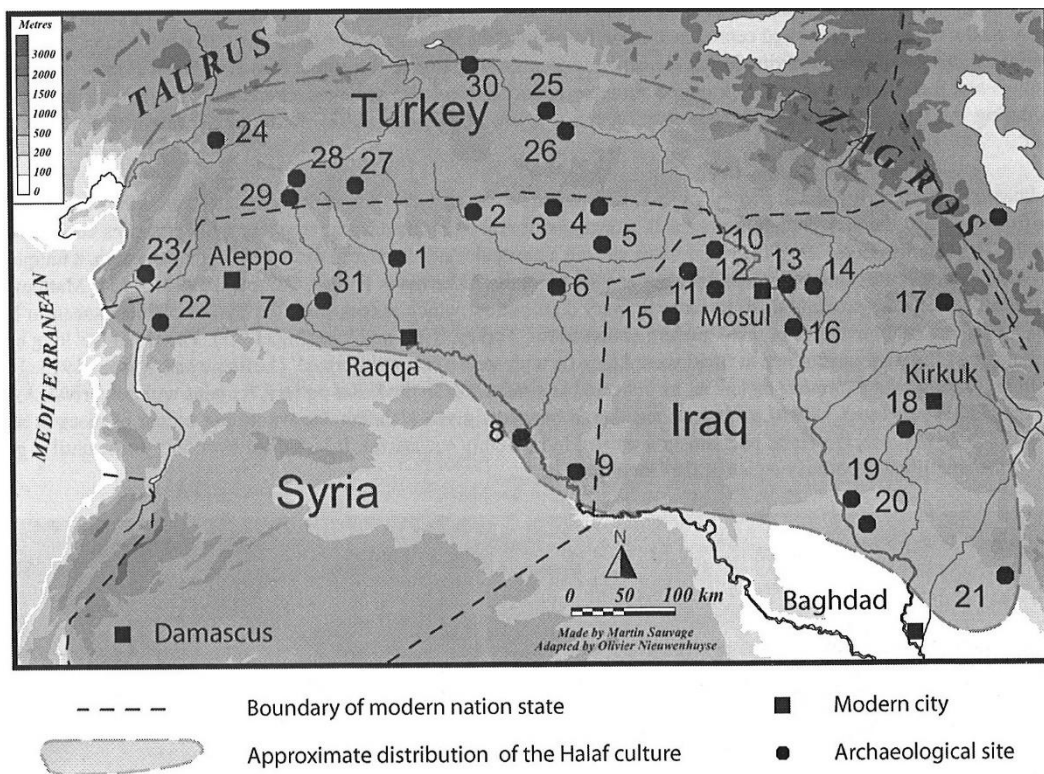 Metres
3000
2000
1000
500
200
100
0
TAURUS
Turkey
ZAGROS
MEDITERRANEAN
30
25
24
26
28
27
29
2
3
4
5
10
23
Aleppo
1
12
13
14
6
11
Mosul
17
22
7
31
15
16
Raqqa
Kirkuk
18
Iraq
8
9
19
20
Syria
N
0 50 100 km
Made by Martin Sauvage
Adapted by Olivier Nieuwenhuyse
Baghdad
21
Damascus
Boundary of modern nation state
Modern city
Approximate distribution of the Halaf culture
Archaeological site